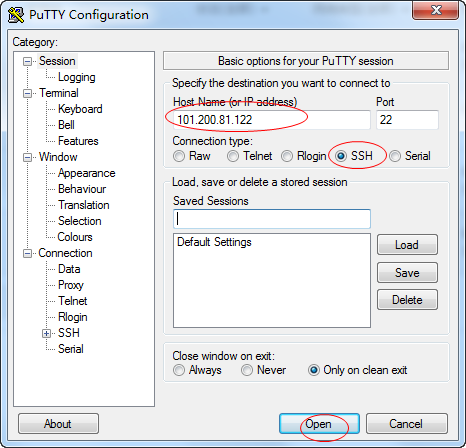 PuTTY Configuration
Category:
Session
Logging
Terminal
Keyboard
Bell
Features
Window
Appearance
Behaviour
Translation
Selection
Colours
Connection
Data
Proxy
Telnet
Rlogin
SSH
Serial
Basic options for your PuTTY session
Specify the destination you want to connect to
Host Name (or IP address) Port
101.200.81.122 22
Connection type:
Raw Telnet Rlogin SSH Serial
Load, save or delete a stored session
Saved Sessions
Default Settings
Load
Save
Delete
Close window on exit:
Always Never Only on clean exit
About Open Cancel